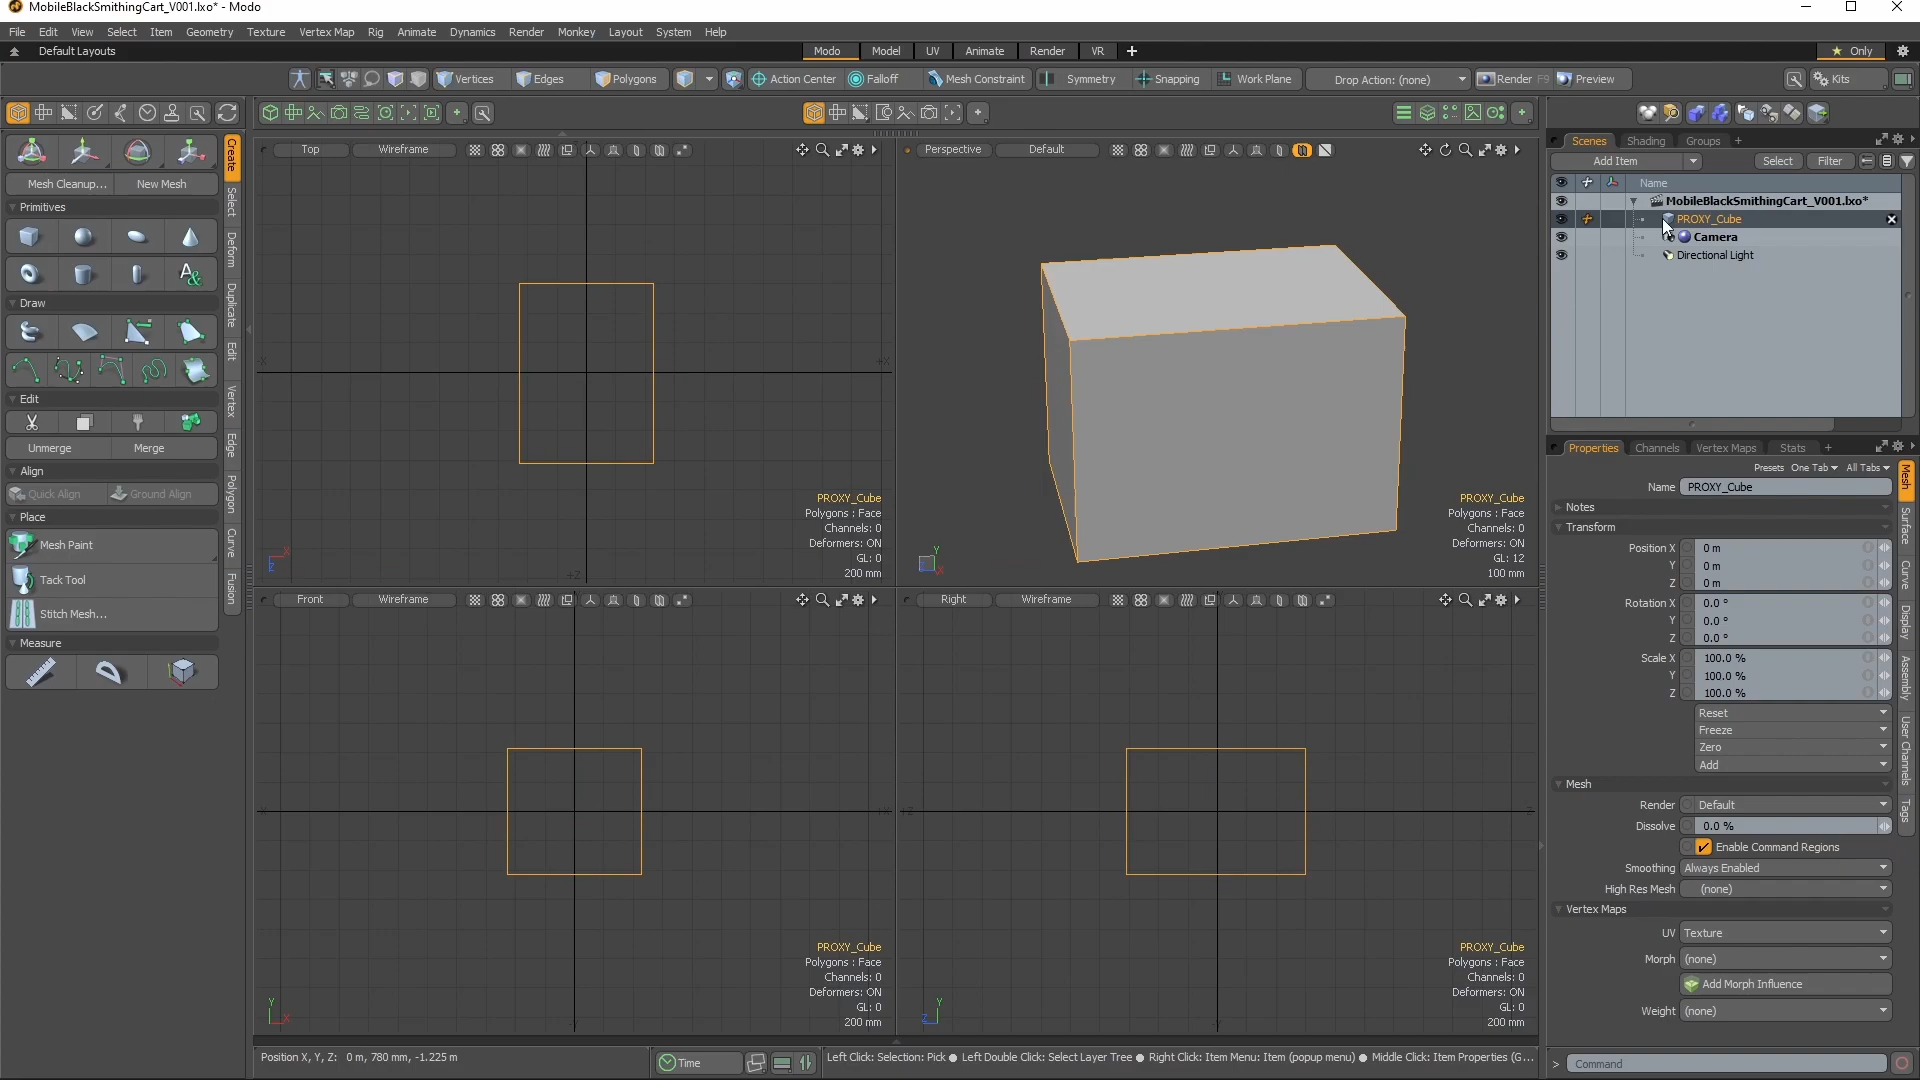 MobileBlackSmithingCart_V001.lxo* - Modo
File Edit View Select Item Geometry Texture Vertex Map Rig Animate Dynamics Render Monkey Layout System Help
Default Layouts
Modo Model UV Animate Render VR
Only
Vertices Edges Polygons Action Center Falloff Mesh Constraint Symmetry Snapping Work Plane Drop Action: (none) Render F9 Preview Kits
Mesh Cleanup... New Mesh
Primitives
Draw
Edit
Unmerge Merge
Align
Quick Align Ground Align
Place
Mesh Paint
Tack Tool
Stitch Mesh...
Measure
Create
Select
Deform
Duplicate
Edit
Vertex
Edge
Polygon
Curve
Fusion
Top Wireframe
PROXY_Cube
Polygons : Face
Channels: 0
Deformers: ON
GL: 0
200 mm
Perspective Default
PROXY_Cube
Polygons : Face
Channels: 0
Deformers: ON
GL: 12
100 mm
Front Wireframe
PROXY_Cube
Polygons : Face
Channels: 0
Deformers: ON
GL: 0
200 mm
Right Wireframe
PROXY_Cube
Polygons : Face
Channels: 0
Deformers: ON
GL: 0
200 mm
Scenes Shading Groups
Add Item Select Filter
Name
MobileBlackSmithingCart_V001.lxo*
PROXY_Cube
Camera
Directional Light
Properties Channels Vertex Maps Stats
Presets One Tab All Tabs
Name PROXY_Cube
Notes
Transform
Position X 0 m
Y 0 m
Z 0 m
Rotation X 0.0 °
Y 0.0 °
Z 0.0 °
Scale X 100.0 %
Y 100.0 %
Z 100.0 %
Reset
Freeze
Zero
Add
Mesh
Render Default
Dissolve 0.0 %
Enable Command Regions
Smoothing Always Enabled
High Res Mesh (none)
Vertex Maps
UV Texture
Morph (none)
Add Morph Influence
Weight (none)
Mesh
Surface
Curve
Display
Assembly
User Channels
Tags
Position X, Y, Z: 0 m, 780 mm, -1.225 m
Time
Left Click: Selection: Pick ● Left Double Click: Select Layer Tree ● Right Click: Item Menu: Item (popup menu) ● Middle Click: Item Properties (G...
> Command